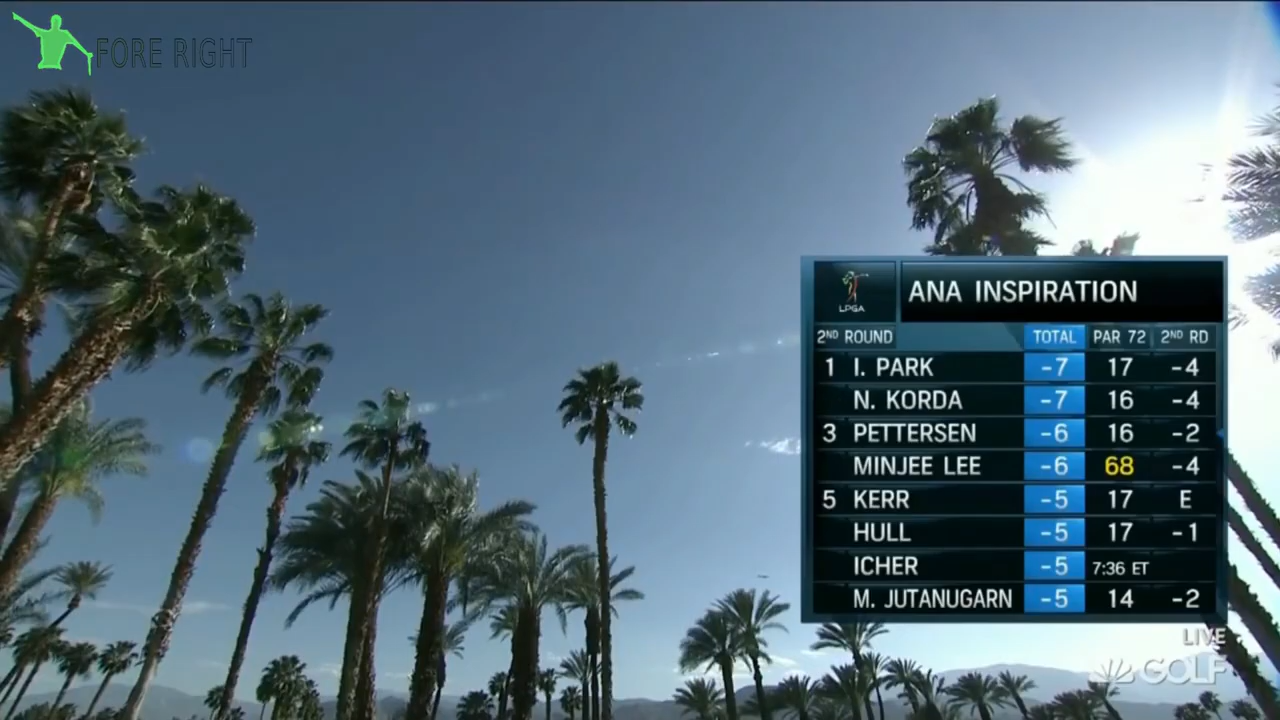 FORE RIGHT
LPGA
ANA INSPIRATION
2ND ROUND TOTAL PAR 72 2ND RD
1 I. PARK -7 17 -4
N. KORDA -7 16 -4
3 PETTERSEN -6 16 -2
MINJEE LEE -6 68 -4
5 KERR -5 17 E
HULL -5 17 -1
ICHER -5 7:36 ET
M. JUTANUGARN -5 14 -2
LIVE
GOLF